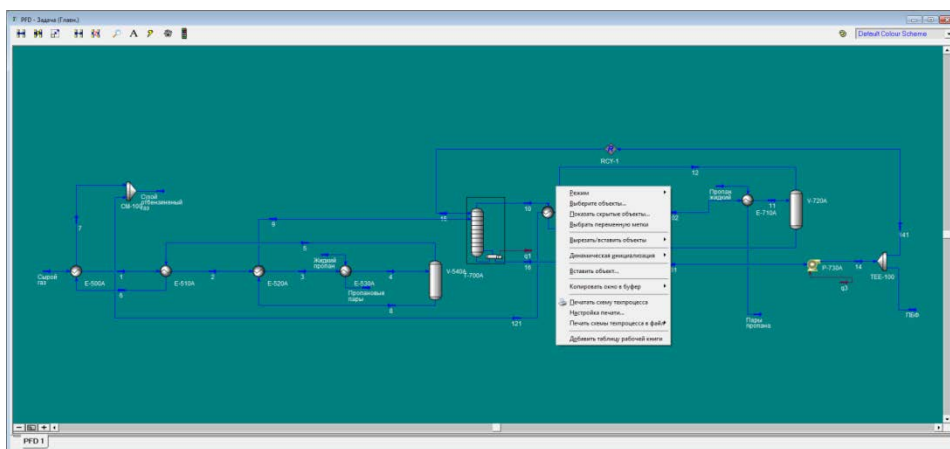 PFD - Задача (Главн.)
A
Default Colour Scheme
RCY-1
12
Пропан
жидкий
11
E-710A
V-720A
CM-100
Сухой
отбензиненый
газ
7
9
15
10
Режим
Выберите объекты...
Показать скрытые объекты...
Выбрать переменную метки
Вырезать/вставить объекты
Динамическая инициализация
Вставить объект...
Копировать окно в буфер
Печатать схему техпроцесса
Настройка печати...
Печать схемы техпроцесса в файл
Добавить таблицу рабочей книги
T-700A
16
P-730A
14
TEE-100
141
ПБФ
Пары
пропана
Сырой
газ
E-500A
1
E-510A
2
E-520A
3
Жидкий
пропан
E-530A
4
V-540A
Пропановые
пары
5
6
8
121
PFD 1